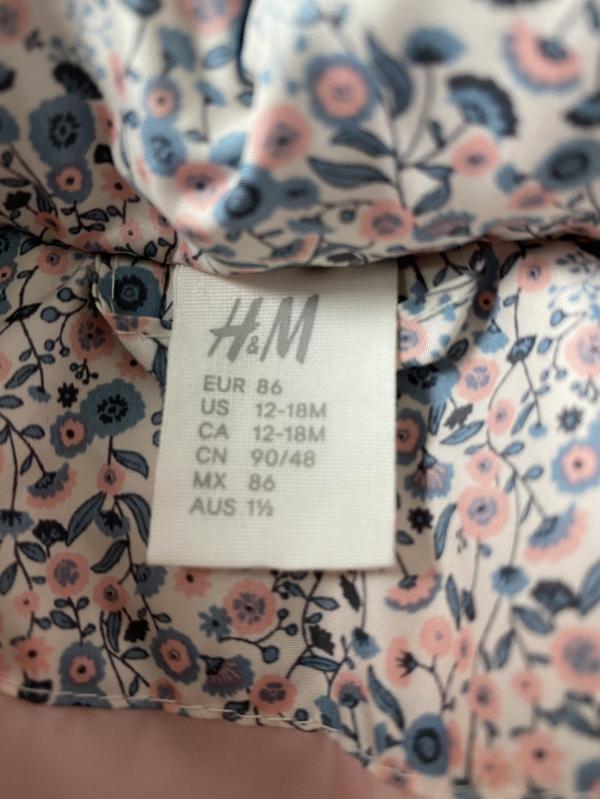 H&M
EUR 86
US 12-18M
CA 12-18M
CN 90/48
MX 86
AUS 1½